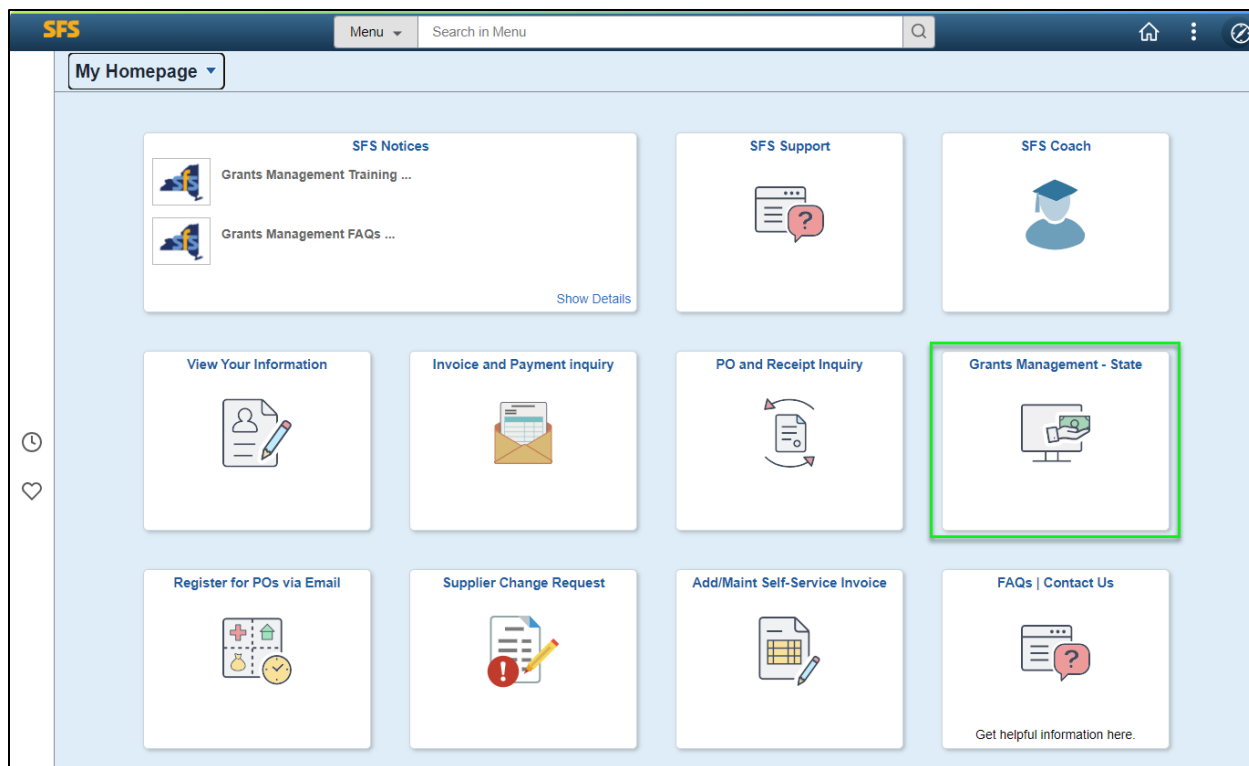 SFS
Menu
Search in Menu
My Homepage
SFS Notices
sfs
Grants Management Training ...
sfs
Grants Management FAQs ...
Show Details
SFS Support
?
SFS Coach
View Your Information
Invoice and Payment inquiry
PO and Receipt Inquiry
Grants Management - State
Register for POs via Email
Supplier Change Request
!
Add/Maint Self-Service Invoice
FAQs | Contact Us
?
Get helpful information here.